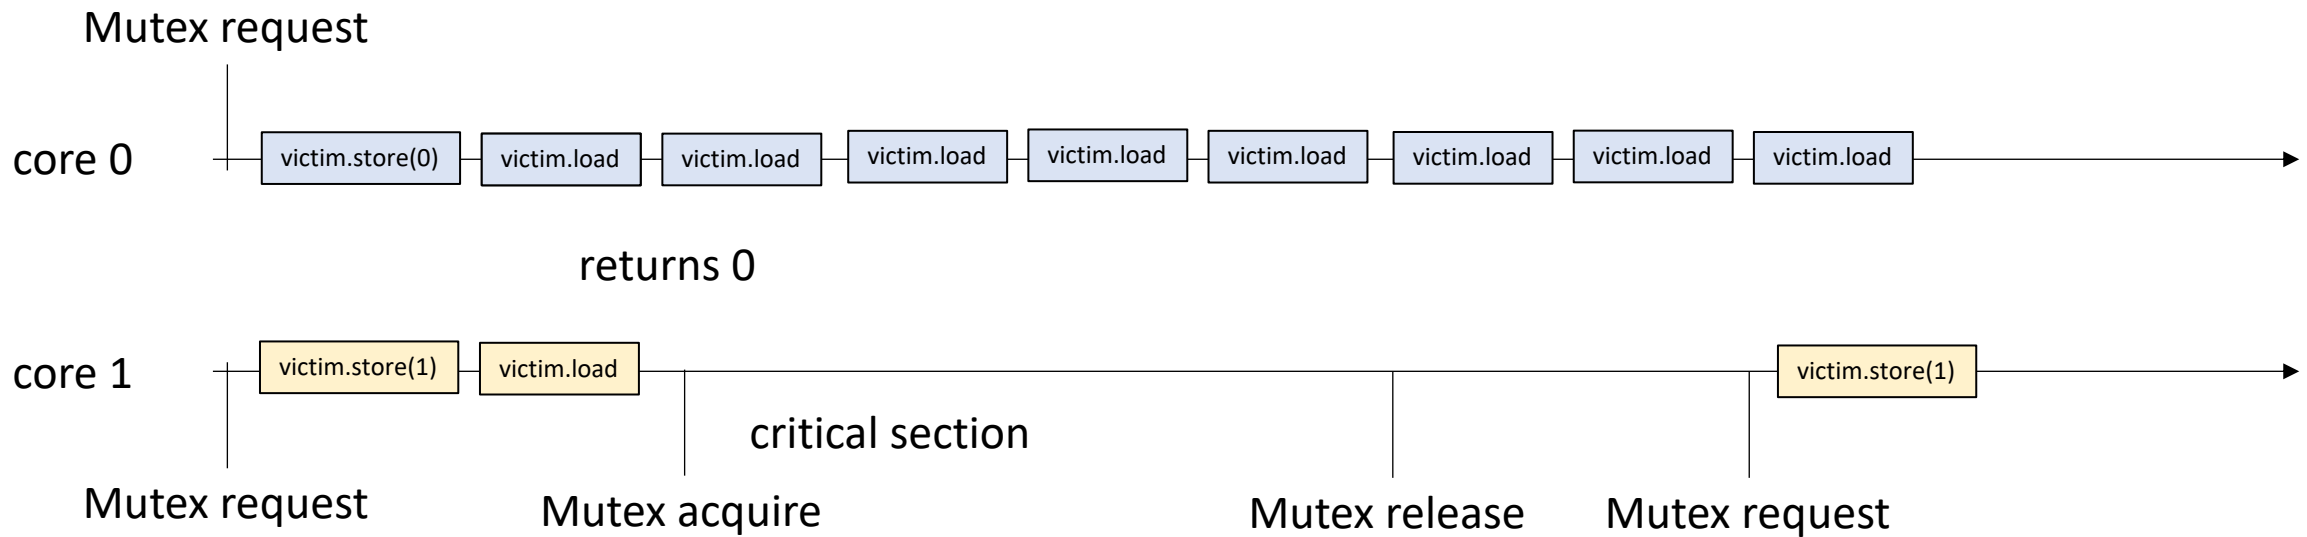 Mutex request
core 0
victim.store(0)
victim.load
victim.load
victim.load
victim.load
victim.load
victim.load
victim.load
victim.load
returns 0
core 1
victim.store(1)
victim.load
victim.store(1)
critical section
Mutex request
Mutex acquire
Mutex release
Mutex request